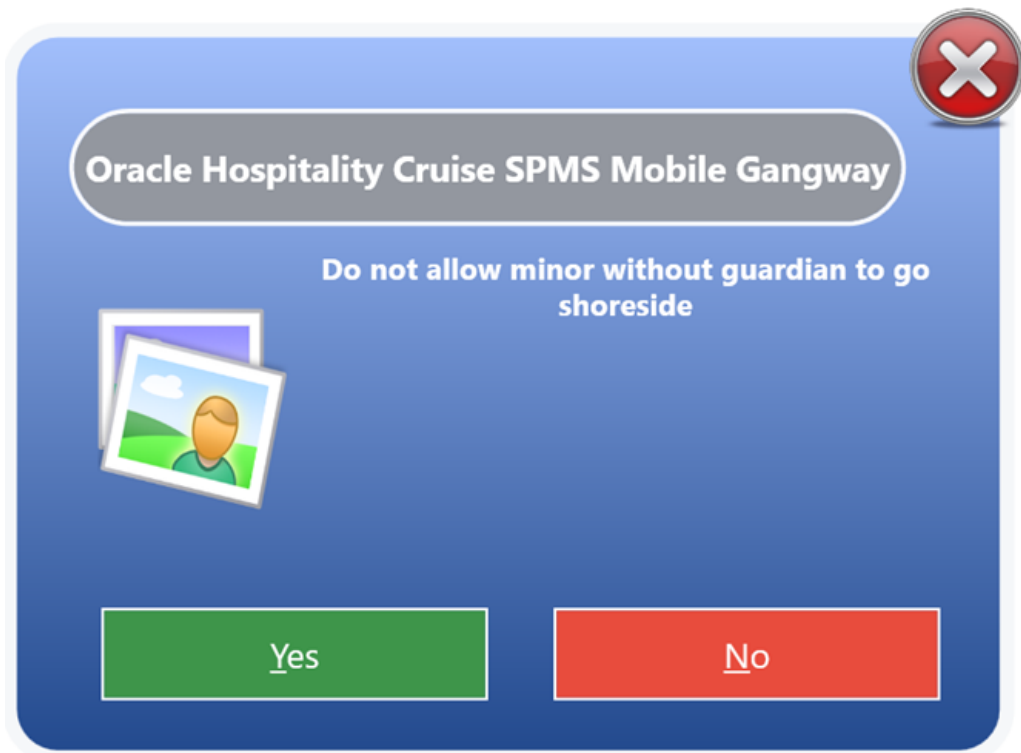 Oracle Hospitality Cruise SPMS Mobile Gangway
Do not allow minor without guardian to go
shoreside
Yes
No